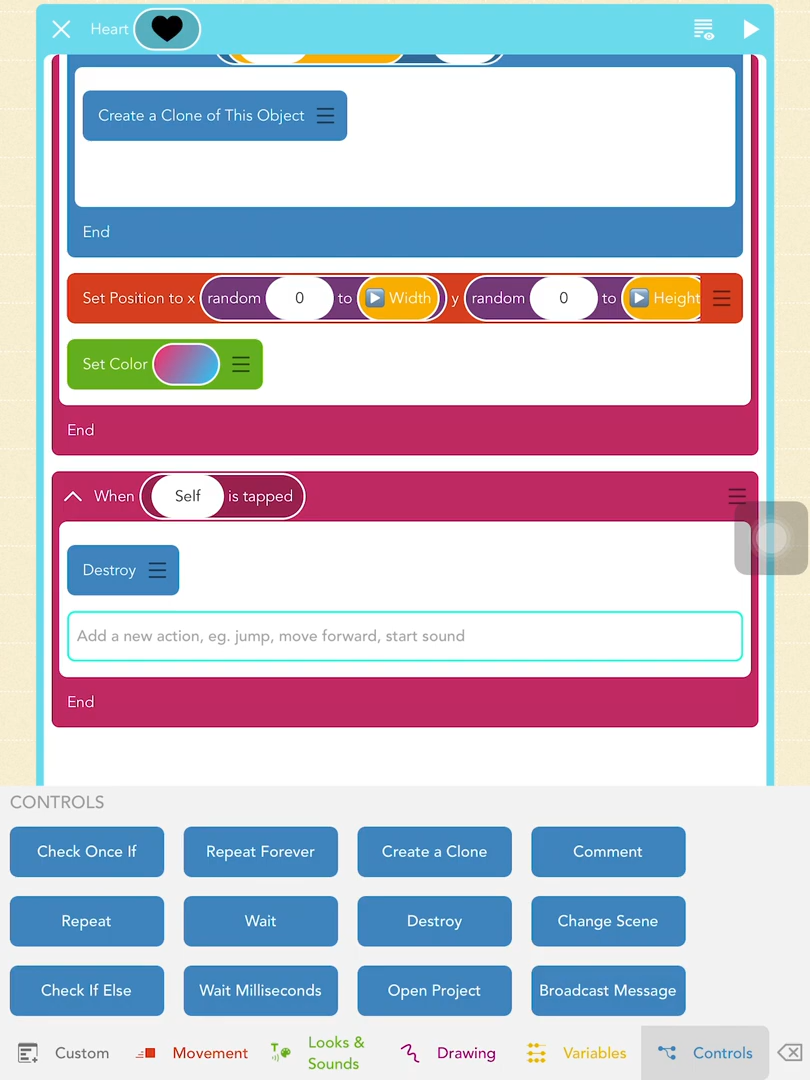 Heart
Create a Clone of This Object
End
Set Position to x random 0 to Width y random 0 to Height
Set Color
End
When Self is tapped
Destroy
Add a new action, eg. jump, move forward, start sound
End
CONTROLS
Check Once If Repeat Forever Create a Clone Comment
Repeat Wait Destroy Change Scene
Check If Else Wait Milliseconds Open Project Broadcast Message
Custom Movement Looks & Sounds Drawing Variables Controls